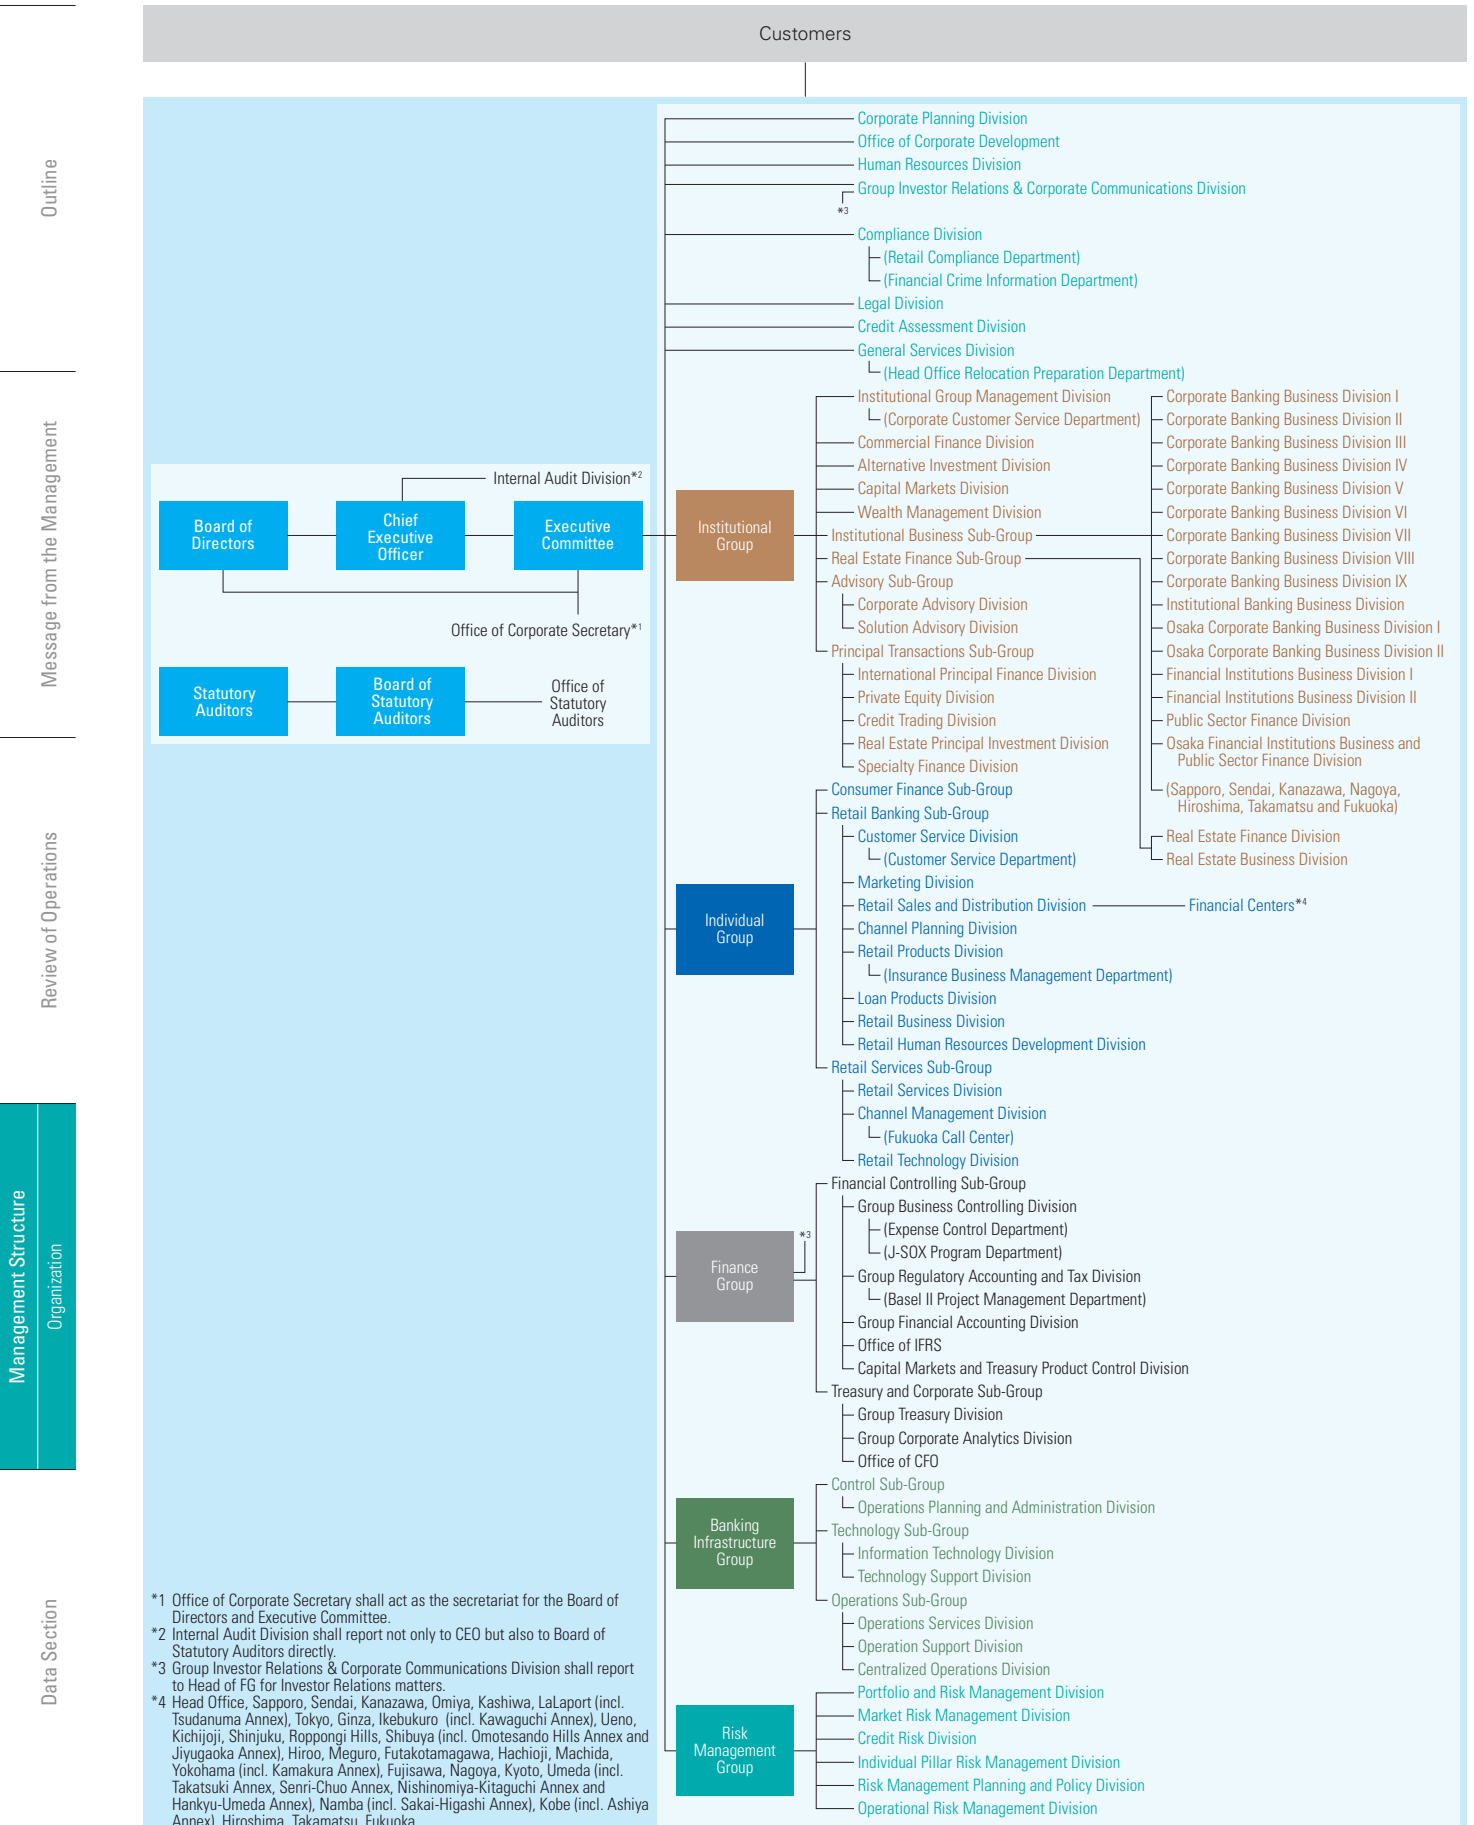 Customers
Outline
Message from the Management
Review of Operations
Management Structure
Organization
Data Section
Internal Audit Division*2
Board of
Directors
Chief
Executive
Officer
Executive
Committee
Office of Corporate Secretary*1
Statutory
Auditors
Board of
Statutory
Auditors
Office of
Statutory
Auditors
Corporate Planning Division
Office of Corporate Development
Human Resources Division
Group Investor Relations & Corporate Communications Division
*3
Compliance Division
(Retail Compliance Department)
(Financial Crime Information Department)
Legal Division
Credit Assessment Division
General Services Division
(Head Office Relocation Preparation Department)
Institutional
Group
Institutional Group Management Division
(Corporate Customer Service Department)
Commercial Finance Division
Alternative Investment Division
Capital Markets Division
Wealth Management Division
Institutional Business Sub-Group
Real Estate Finance Sub-Group
Advisory Sub-Group
Corporate Advisory Division
Solution Advisory Division
Principal Transactions Sub-Group
International Principal Finance Division
Private Equity Division
Credit Trading Division
Real Estate Principal Investment Division
Specialty Finance Division
Corporate Banking Business Division I
Corporate Banking Business Division II
Corporate Banking Business Division III
Corporate Banking Business Division IV
Corporate Banking Business Division V
Corporate Banking Business Division VI
Corporate Banking Business Division VII
Corporate Banking Business Division VIII
Corporate Banking Business Division IX
Institutional Banking Business Division
Osaka Corporate Banking Business Division I
Osaka Corporate Banking Business Division II
Financial Institutions Business Division I
Financial Institutions Business Division II
Public Sector Finance Division
Osaka Financial Institutions Business and
Public Sector Finance Division
(Sapporo, Sendai, Kanazawa, Nagoya,
Hiroshima, Takamatsu and Fukuoka)
Real Estate Finance Division
Real Estate Business Division
Individual
Group
Consumer Finance Sub-Group
Retail Banking Sub-Group
Customer Service Division
(Customer Service Department)
Marketing Division
Retail Sales and Distribution Division
Financial Centers*4
Channel Planning Division
Retail Products Division
(Insurance Business Management Department)
Loan Products Division
Retail Business Division
Retail Human Resources Development Division
Retail Services Sub-Group
Retail Services Division
Channel Management Division
(Fukuoka Call Center)
Retail Technology Division
Finance
Group
*3
Financial Controlling Sub-Group
Group Business Controlling Division
(Expense Control Department)
(J-SOX Program Department)
Group Regulatory Accounting and Tax Division
(Basel II Project Management Department)
Group Financial Accounting Division
Office of IFRS
Capital Markets and Treasury Product Control Division
Treasury and Corporate Sub-Group
Group Treasury Division
Group Corporate Analytics Division
Office of CFO
Banking
Infrastructure
Group
Control Sub-Group
Operations Planning and Administration Division
Technology Sub-Group
Information Technology Division
Technology Support Division
Operations Sub-Group
Operations Services Division
Operation Support Division
Centralized Operations Division
Risk
Management
Group
Portfolio and Risk Management Division
Market Risk Management Division
Credit Risk Division
Individual Pillar Risk Management Division
Risk Management Planning and Policy Division
Operational Risk Management Division
*1 Office of Corporate Secretary shall act as the secretariat for the Board of
Directors and Executive Committee.
*2 Internal Audit Division shall report not only to CEO but also to Board of
Statutory Auditors directly.
*3 Group Investor Relations & Corporate Communications Division shall report
to Head of FG for Investor Relations matters.
*4 Head Office, Sapporo, Sendai, Kanazawa, Omiya, Kashiwa, LaLaport (incl.
Tsudanuma Annex), Tokyo, Ginza, Ikebukuro (incl. Kawaguchi Annex), Ueno,
Kichijoji, Shinjuku, Roppongi Hills, Shibuya (incl. Omotesando Hills Annex and
Jiyugaoka Annex), Hiroo, Meguro, Futakotamagawa, Hachioji, Machida,
Yokohama (incl. Kamakura Annex), Fujisawa, Nagoya, Kyoto, Umeda (incl.
Takatsuki Annex, Senri-Chuo Annex, Nishinomiya-Kitaguchi Annex and
Hankyu-Umeda Annex), Namba (incl. Sakai-Higashi Annex), Kobe (incl. Ashiya
Annex), Hiroshima, Takamatsu, Fukuoka